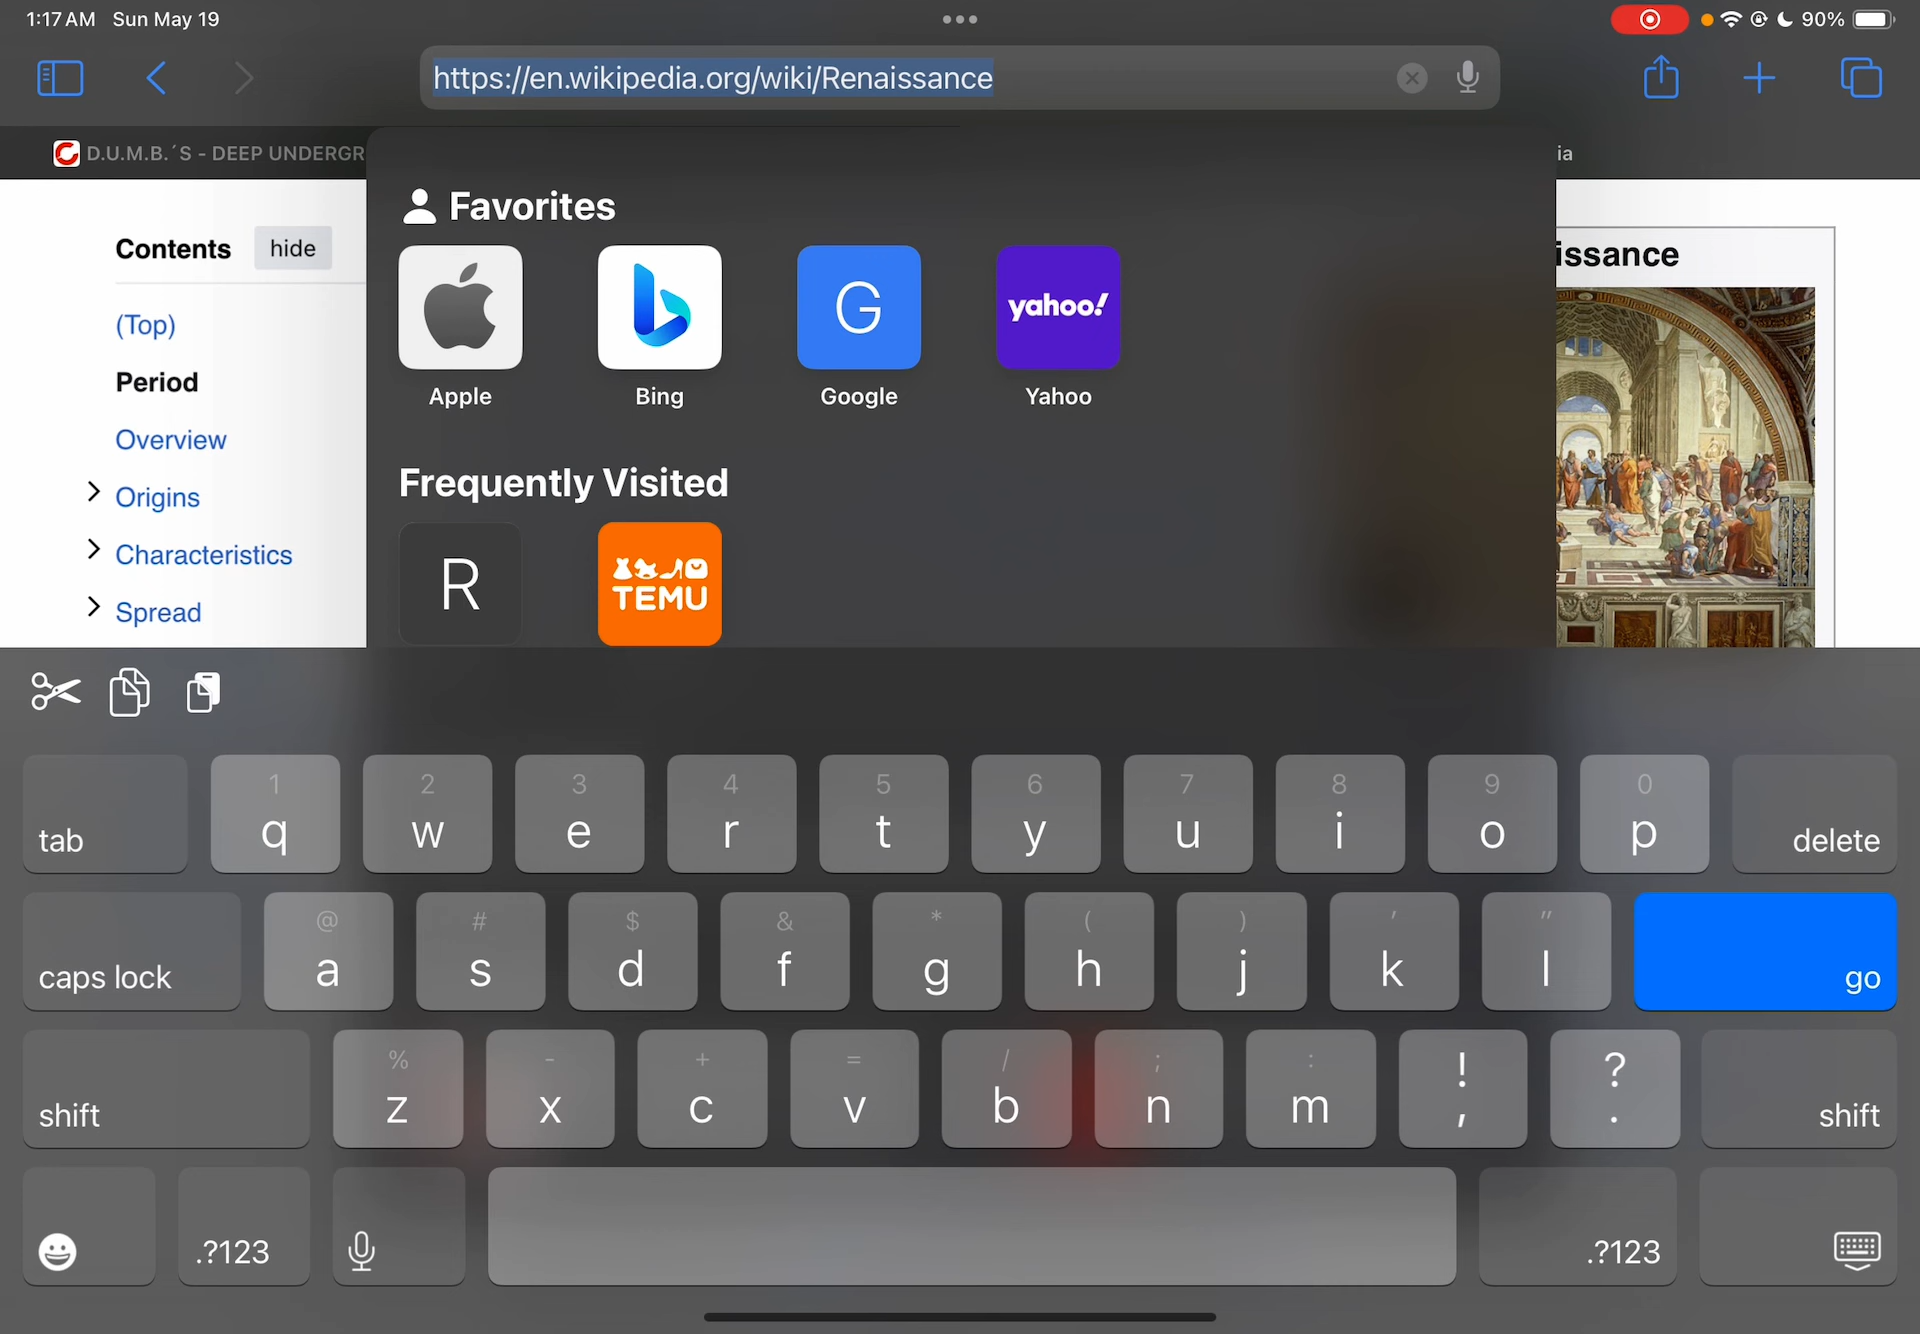 1:17 AM Sun May 19
90%
https://en.wikipedia.org/wiki/Renaissance
D.U.M.B.´S - DEEP UNDERGR
ia
Contents hide
(Top)
Period
Overview
Origins
Characteristics
Spread
Favorites
Apple
Bing
G
Google
yahoo!
Yahoo
Frequently Visited
R
TEMU
issance
1 2 3 4 5 6 7 8 9 0
tab q w e r t y u i o p delete
@ # $ & * ( ) ' "
caps lock a s d f g h j k l go
% - + = / ; : ! ?
shift z x c v b n m , . shift
.?123 .?123